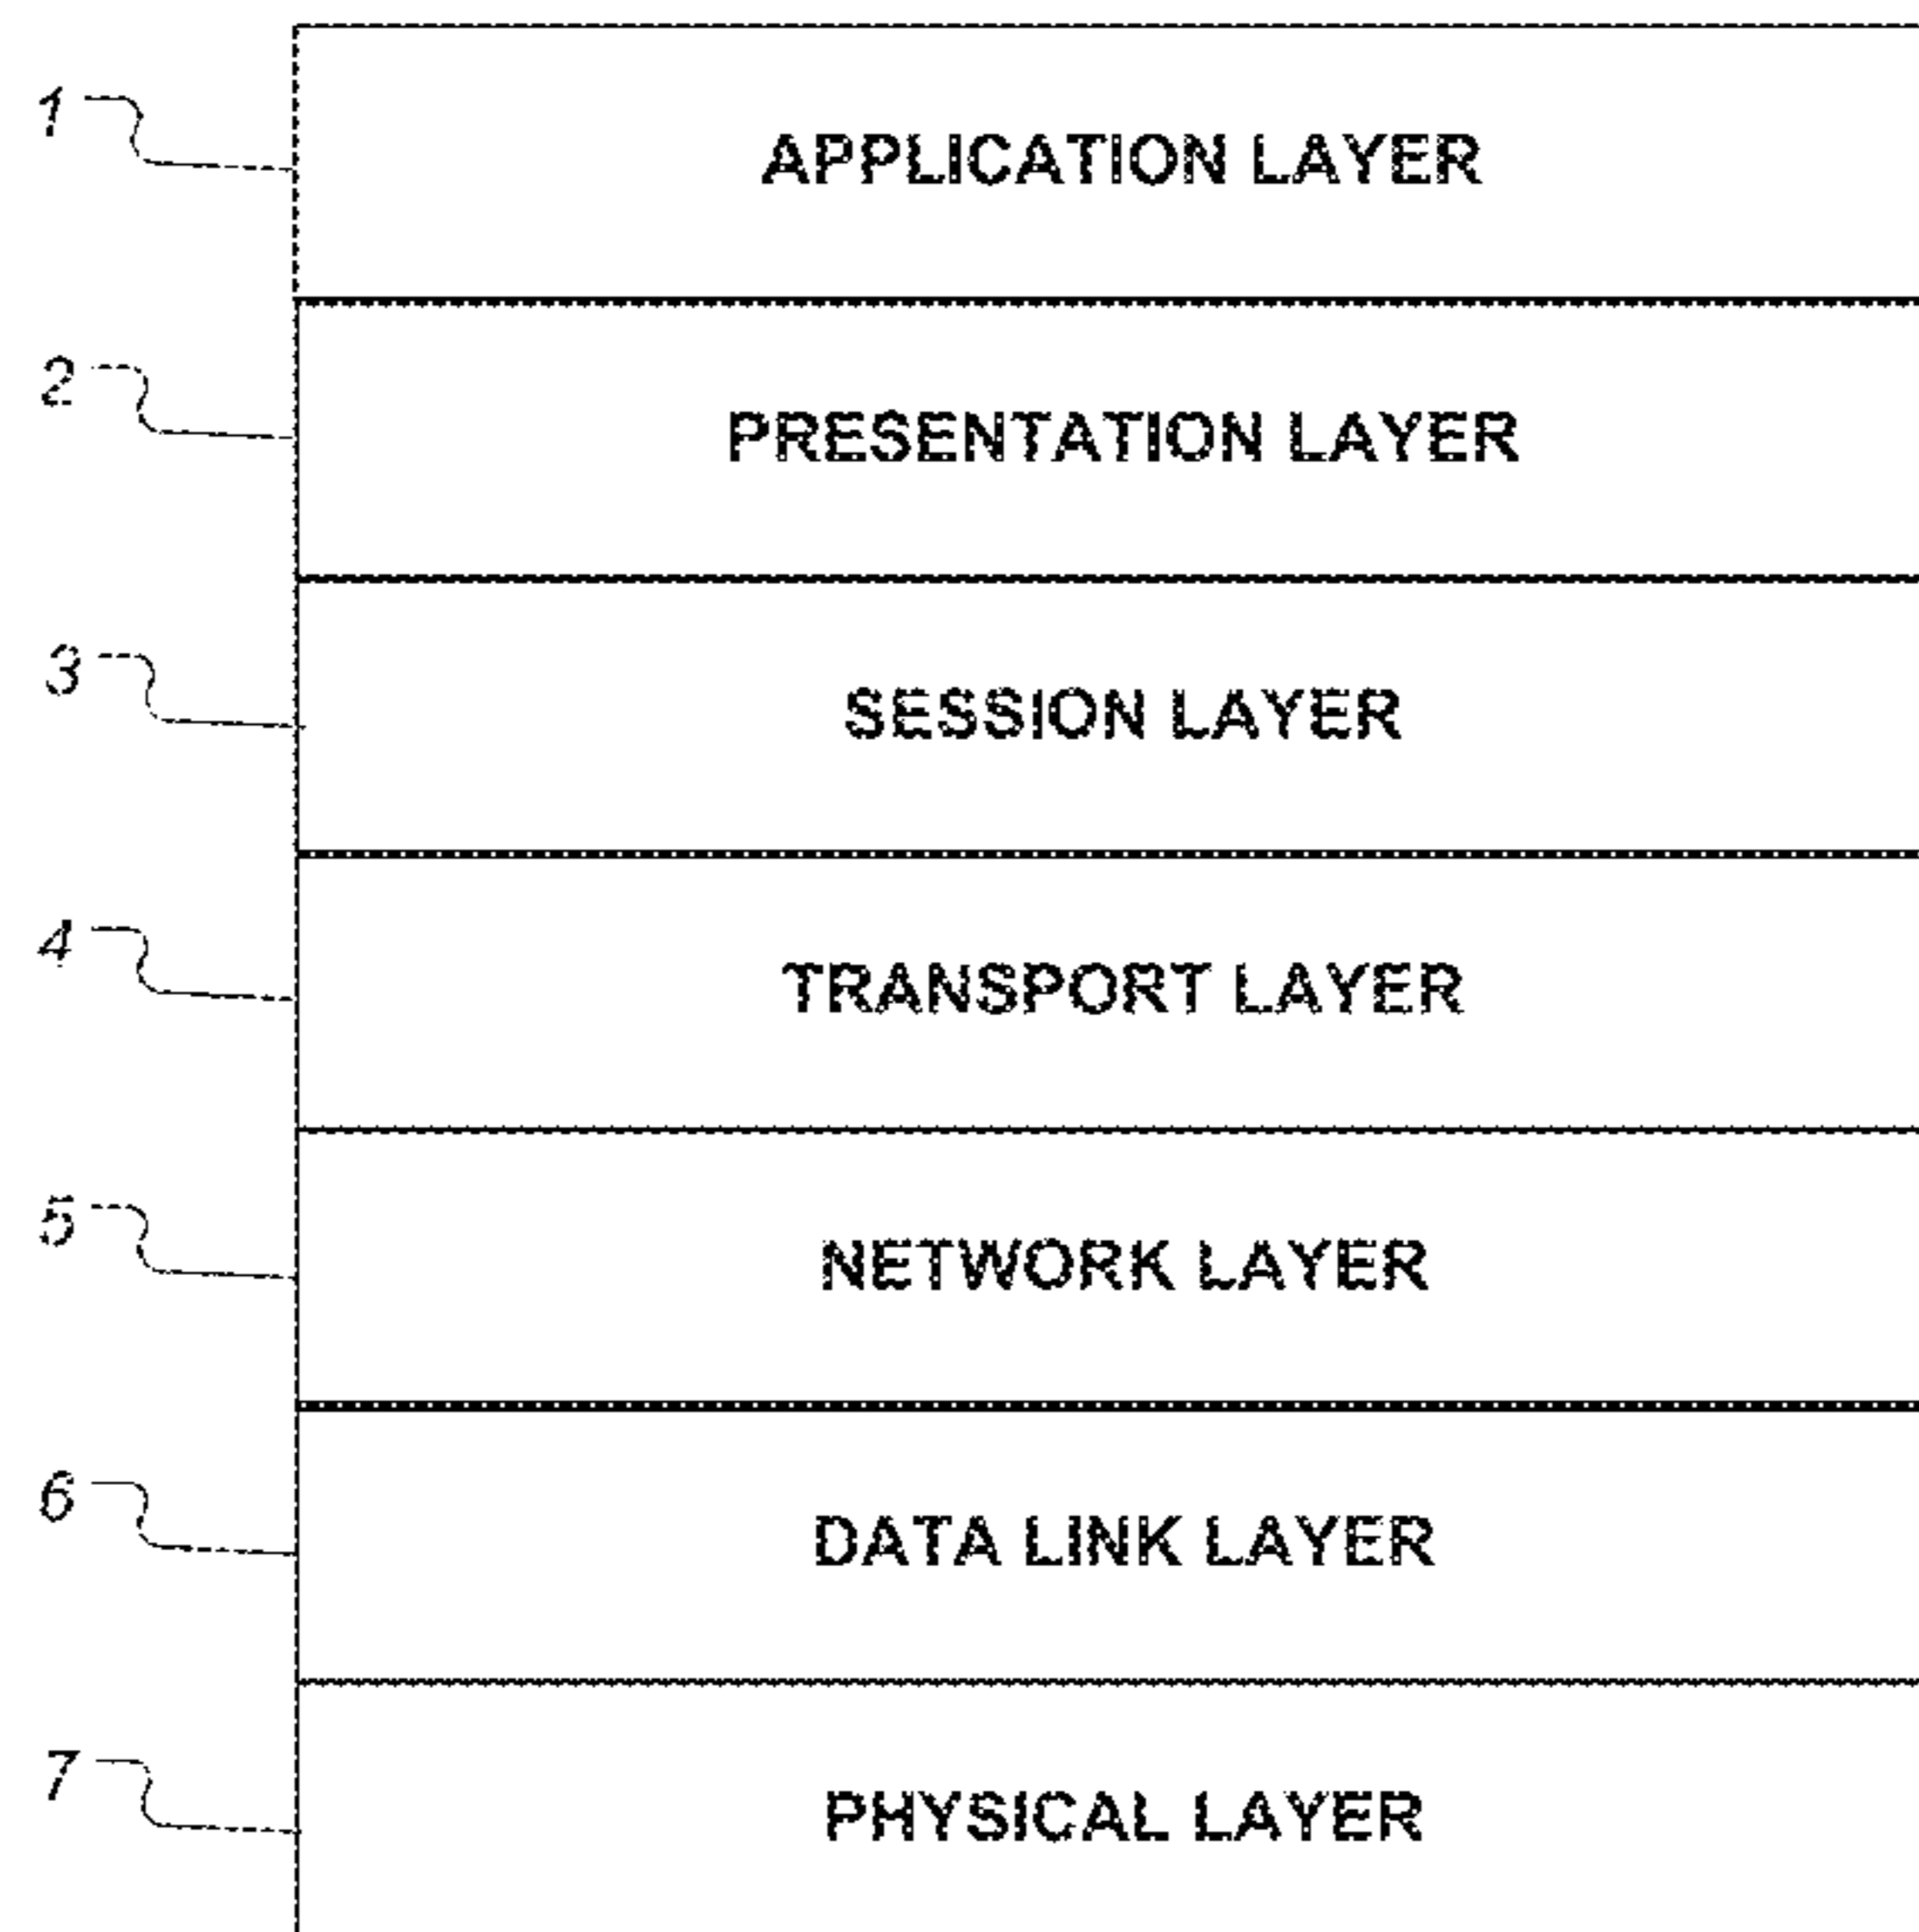 1 APPLICATION LAYER
2 PRESENTATION LAYER
3 SESSION LAYER
4 TRANSPORT LAYER
5 NETWORK LAYER
6 DATA LINK LAYER
7 PHYSICAL LAYER